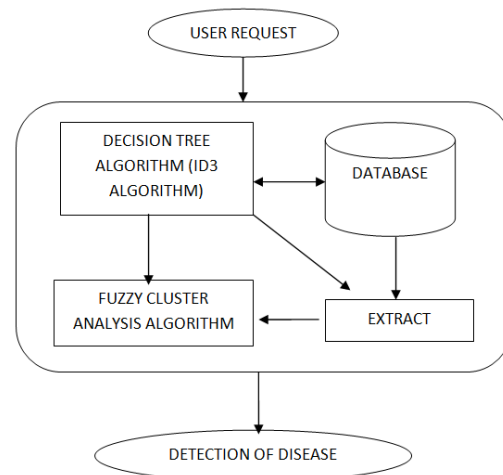 USER REQUEST
DECISION TREE
ALGORITHM (ID3
ALGORITHM)
DATABASE
FUZZY CLUSTER
ANALYSIS ALGORITHM
EXTRACT
DETECTION OF DISEASE